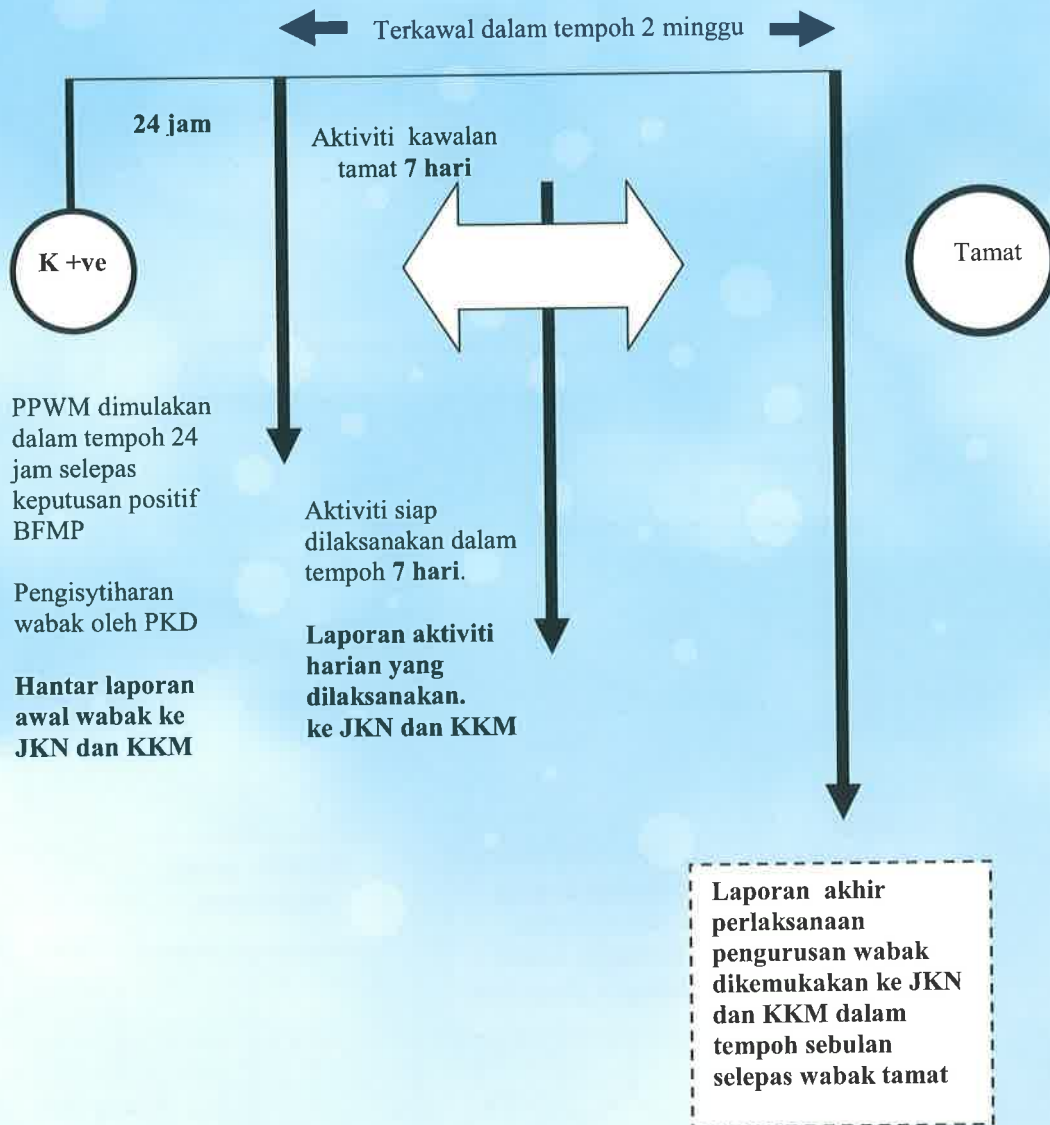 Terkawal dalam tempoh 2 minggu
24 jam
Aktiviti kawalan
tamat 7 hari
K +ve
Tamat
PPWM dimulakan
dalam tempoh 24
jam selepas
keputusan positif
BFMP
Pengisytiharan
wabak oleh PKD
Hantar laporan
awal wabak ke
JKN dan KKM
Aktiviti siap
dilaksanakan dalam
tempoh 7 hari.
Laporan aktiviti
harian yang
dilaksanakan.
ke JKN dan KKM
Laporan akhir
perlaksanaan
pengurusan wabak
dikemukakan ke JKN
dan KKM dalam
tempoh sebulan
selepas wabak tamat